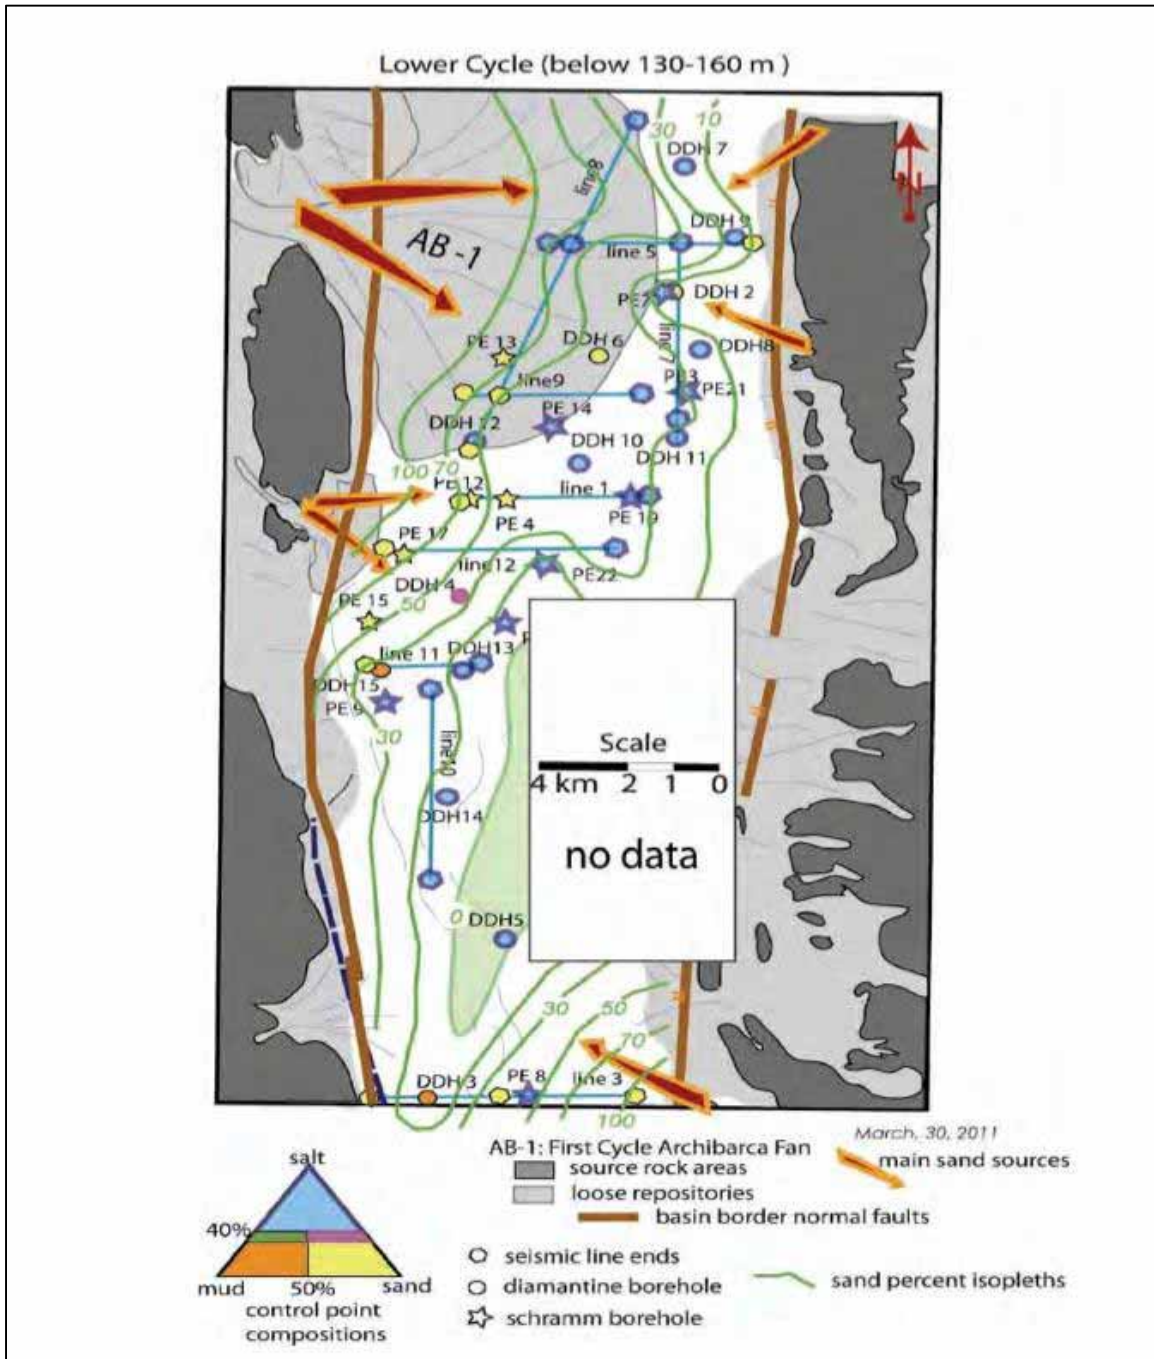 Lower Cycle (below 130-160 m )
30
10
DDH 7
line 8
N
DDH 9
AB -1
line 5
DDH 2
PE 13
DDH 6
line 7
DDH8
line9
PE3
PE21
PE 14
DDH 12
DDH 10
DDH 11
100
70
PE 12
line 1
PE 4
PE 19
PE 17
line12
PE22
DDH 4
50
PE 15
line 11
DDH13
DDH15
PE 9
30
line10
Scale
4 km 2 1 0
DDH14
no data
0
DDH5
30
50
70
DDH 3
PE 8
line 3
100
March, 30, 2011
AB-1: First Cycle Archibarca Fan
main sand sources
source rock areas
loose repositories
basin border normal faults
salt
40%
mud
50%
sand
control point
compositions
seismic line ends
diamantine borehole
schramm borehole
sand percent isopleths